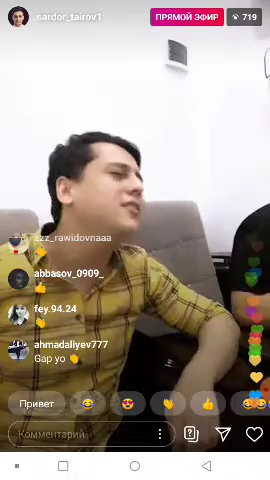 sardor_tairov1
ПРЯМОЙ ЭФИР
719
zzz_rawidovnaaa
abbasov_0909_
fey.94.24
ahmadaliyev777
Gap yo
Привет
Комментарий